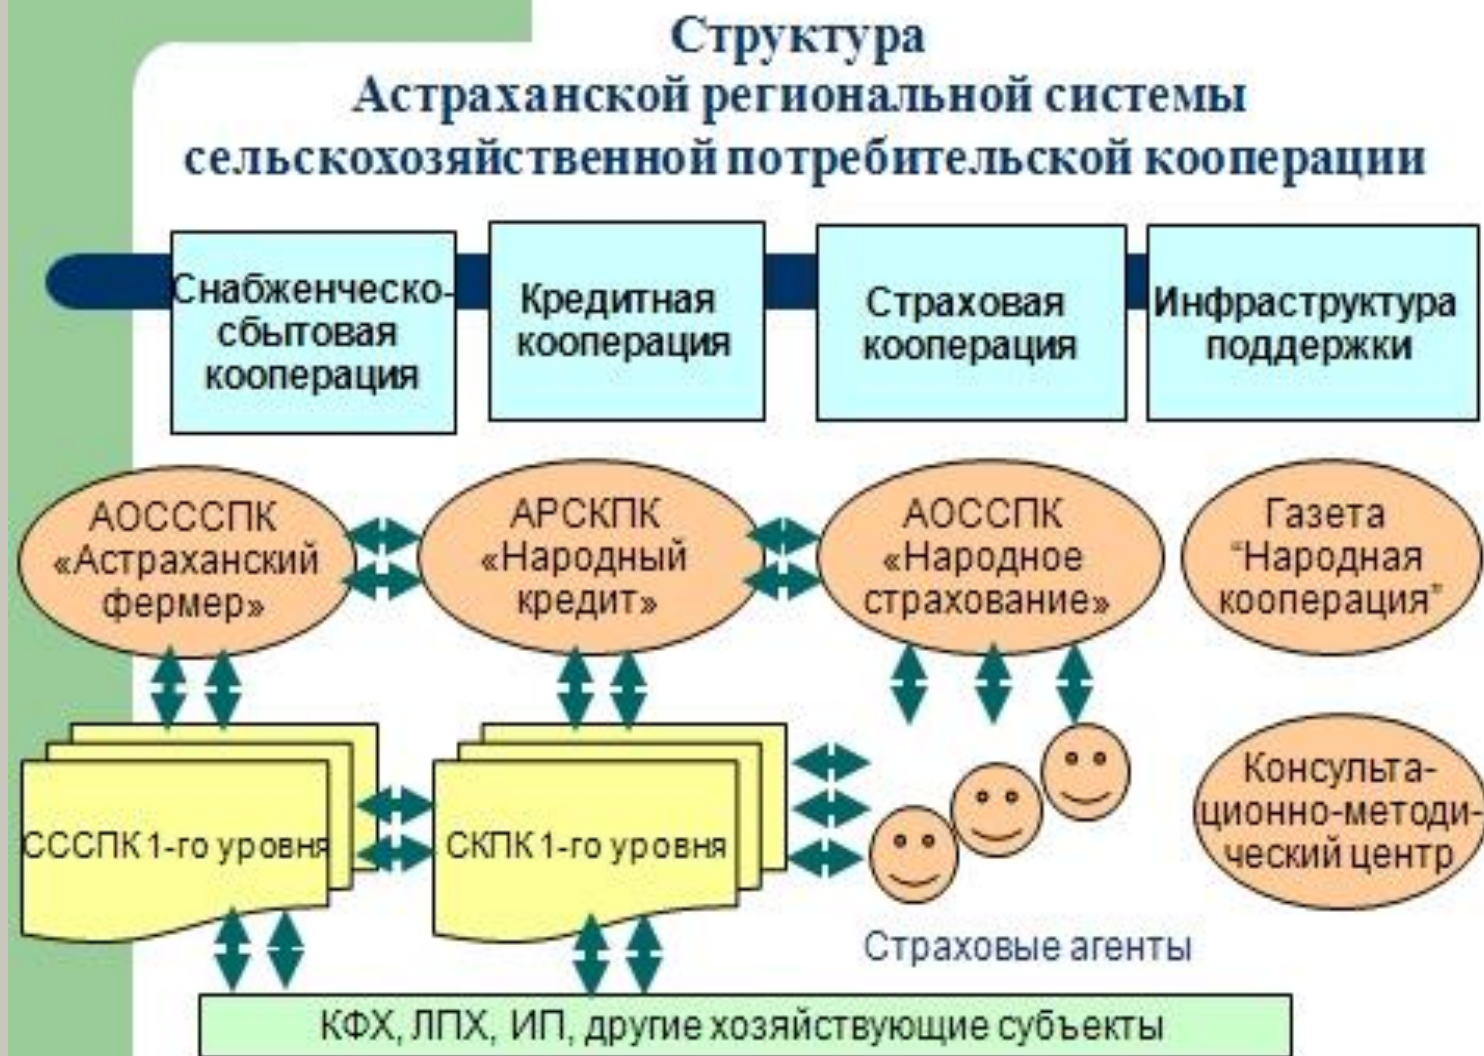 Структура
Астраханской региональной системы
сельскохозяйственной потребительской кооперации
Снабженческо-
сбытовая
кооперация
Кредитная
кооперация
Страховая
кооперация
Инфраструктура
поддержки
АОСССПК
«Астраханский
фермер»
АРСКПК
«Народный
кредит»
АОССПК
«Народное
страхование»
Газета
"Народная
кооперация"
СССПК 1-го уровня
СКПК 1-го уровня
Страховые агенты
Консульта-
ционно-методи-
ческий центр
КФХ, ЛПХ, ИП, другие хозяйствующие субъекты